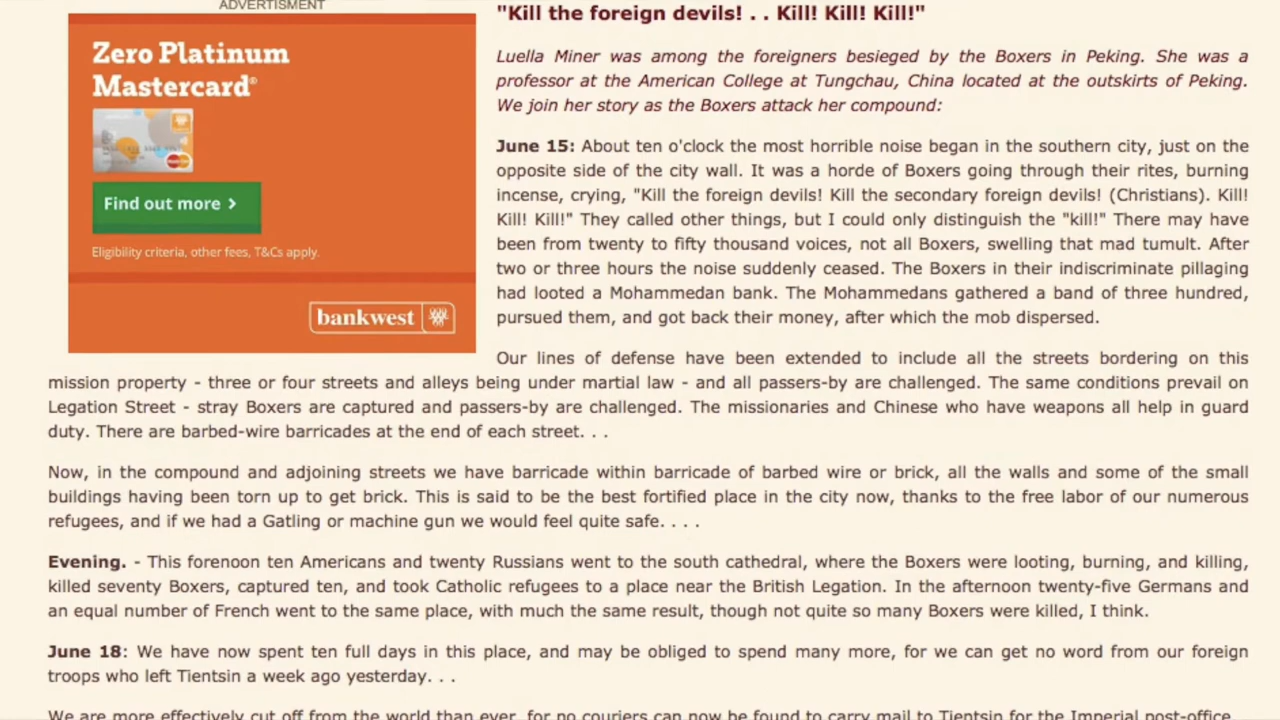 ADVERTISMENT
Zero Platinum
Mastercard®
Find out more >
Eligibility criteria, other fees, T&Cs apply.
bankwest
"Kill the foreign devils! . . Kill! Kill! Kill!"
Luella Miner was among the foreigners besieged by the Boxers in Peking. She was a
professor at the American College at Tungchau, China located at the outskirts of Peking.
We join her story as the Boxers attack her compound:
June 15: About ten o'clock the most horrible noise began in the southern city, just on the
opposite side of the city wall. It was a horde of Boxers going through their rites, burning
incense, crying, "Kill the foreign devils! Kill the secondary foreign devils! (Christians). Kill!
Kill! Kill!" They called other things, but I could only distinguish the "kill!" There may have
been from twenty to fifty thousand voices, not all Boxers, swelling that mad tumult. After
two or three hours the noise suddenly ceased. The Boxers in their indiscriminate pillaging
had looted a Mohammedan bank. The Mohammedans gathered a band of three hundred,
pursued them, and got back their money, after which the mob dispersed.
Our lines of defense have been extended to include all the streets bordering on this
mission property - three or four streets and alleys being under martial law - and all passers-by are challenged. The same conditions prevail on
Legation Street - stray Boxers are captured and passers-by are challenged. The missionaries and Chinese who have weapons all help in guard
duty. There are barbed-wire barricades at the end of each street. . .
Now, in the compound and adjoining streets we have barricade within barricade of barbed wire or brick, all the walls and some of the small
buildings having been torn up to get brick. This is said to be the best fortified place in the city now, thanks to the free labor of our numerous
refugees, and if we had a Gatling or machine gun we would feel quite safe. . . .
Evening. - This forenoon ten Americans and twenty Russians went to the south cathedral, where the Boxers were looting, burning, and killing,
killed seventy Boxers, captured ten, and took Catholic refugees to a place near the British Legation. In the afternoon twenty-five Germans and
an equal number of French went to the same place, with much the same result, though not quite so many Boxers were killed, I think.
June 18: We have now spent ten full days in this place, and may be obliged to spend many more, for we can get no word from our foreign
troops who left Tientsin a week ago yesterday. . .
We are more effectively cut off from the world than ever, for no couriers can now be found to carry mail to Tientsin for the Imperial post-office.